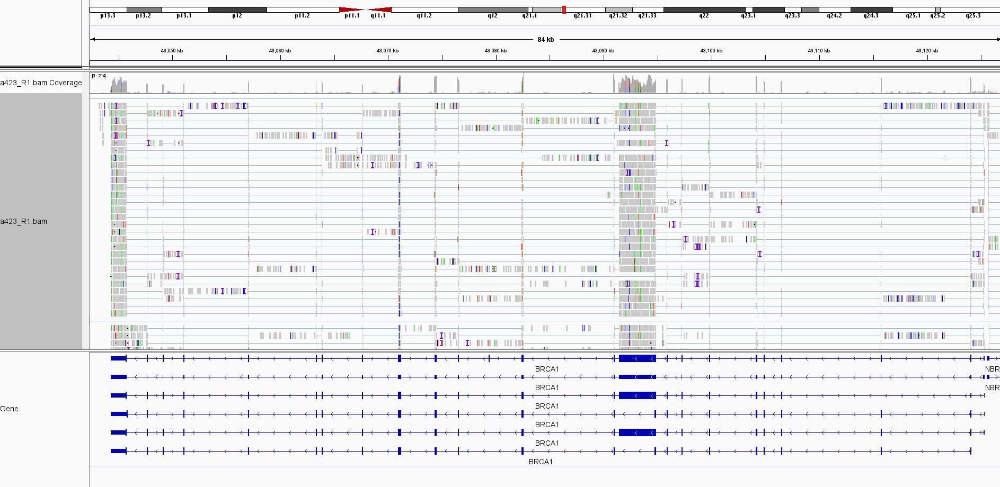 p13.3 p13.2 p13.1 p12 p11.2 p11.1 q11.1 q11.2 q12 q21.1 q21.31 q21.32 q21.33 q22 q23.1 q23.3 q24.2 q24.3 q25.1 q25.2 q25.3
84 kb
43,050 kb 43,060 kb 43,070 kb 43,080 kb 43,090 kb 43,100 kb 43,110 kb 43,120 kb
a423_R1.bam Coverage
a423_R1.bam
BRCA1 NBR
BRCA1 NBR
BRCA1
Gene
BRCA1
BRCA1
BRCA1